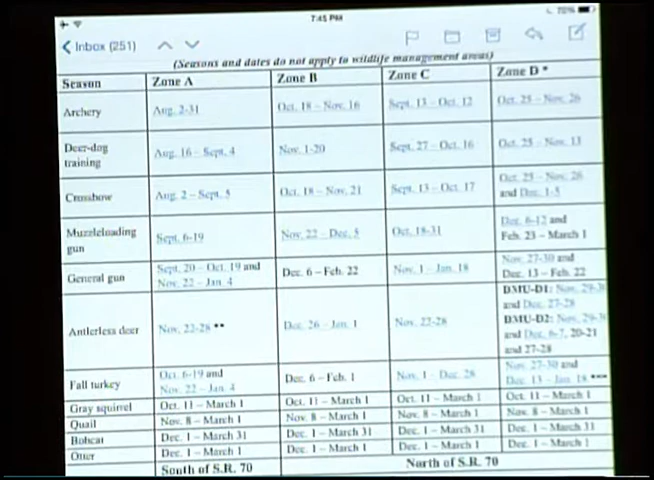 7:45 PM
70%
Inbox (251)
(Seasons and dates do not apply to wildlife management areas)
Season Zone A Zone B Zone C Zone D *
Archery Aug. 2-31 Oct. 18 – Nov. 16 Sept. 13 – Oct. 12 Oct. 25 – Nov. 26
Deer-dog
training Aug. 16 – Sept. 4 Nov. 1-20 Sept. 27 – Oct. 16 Oct. 25 – Nov. 13
Crossbow Aug. 2 – Sept. 5 Oct. 18 – Nov. 21 Sept. 13 – Oct. 17 Oct. 25 – Nov. 26
and Dec. 1-5
Muzzleloading
gun Sept. 6-19 Nov. 22 – Dec. 5 Oct. 18-31 Dec. 6-12 and
Feb. 23 – March 1
General gun Sept. 20 – Oct. 19 and
Nov. 22 – Jan. 4 Dec. 6 – Feb. 22 Nov. 1 – Jan. 18 Nov. 27-30 and
Dec. 13 – Feb. 22
Antlerless deer Nov. 22-28 ** Dec. 26 – Jan. 1 Nov. 22-28 DMU-D1: Nov. 29-3
and Dec. 27-28
DMU-D2: Nov. 29-3
and Dec. 6-7, 20-21
and 27-28
Fall turkey Oct. 6-19 and
Nov. 22 – Jan. 4 Dec. 6 – Feb. 1 Nov. 1 – Dec. 28 Nov. 27-30 and
Dec. 13 – Jan. 18 ***
Gray squirrel Oct. 11 – March 1 Oct. 11 – March 1 Oct. 11 – March 1 Oct. 11 – March 1
Quail Nov. 8 – March 1 Nov. 8 – March 1 Nov. 8 – March 1 Nov. 8 – March 1
Bobcat Dec. 1 – March 31 Dec. 1 – March 31 Dec. 1 – March 31 Dec. 1 – March 31
Otter Dec. 1 – March 1 Dec. 1 – March 1 Dec. 1 – March 1 Dec. 1 – March 1
South of S.R. 70 North of S.R. 70